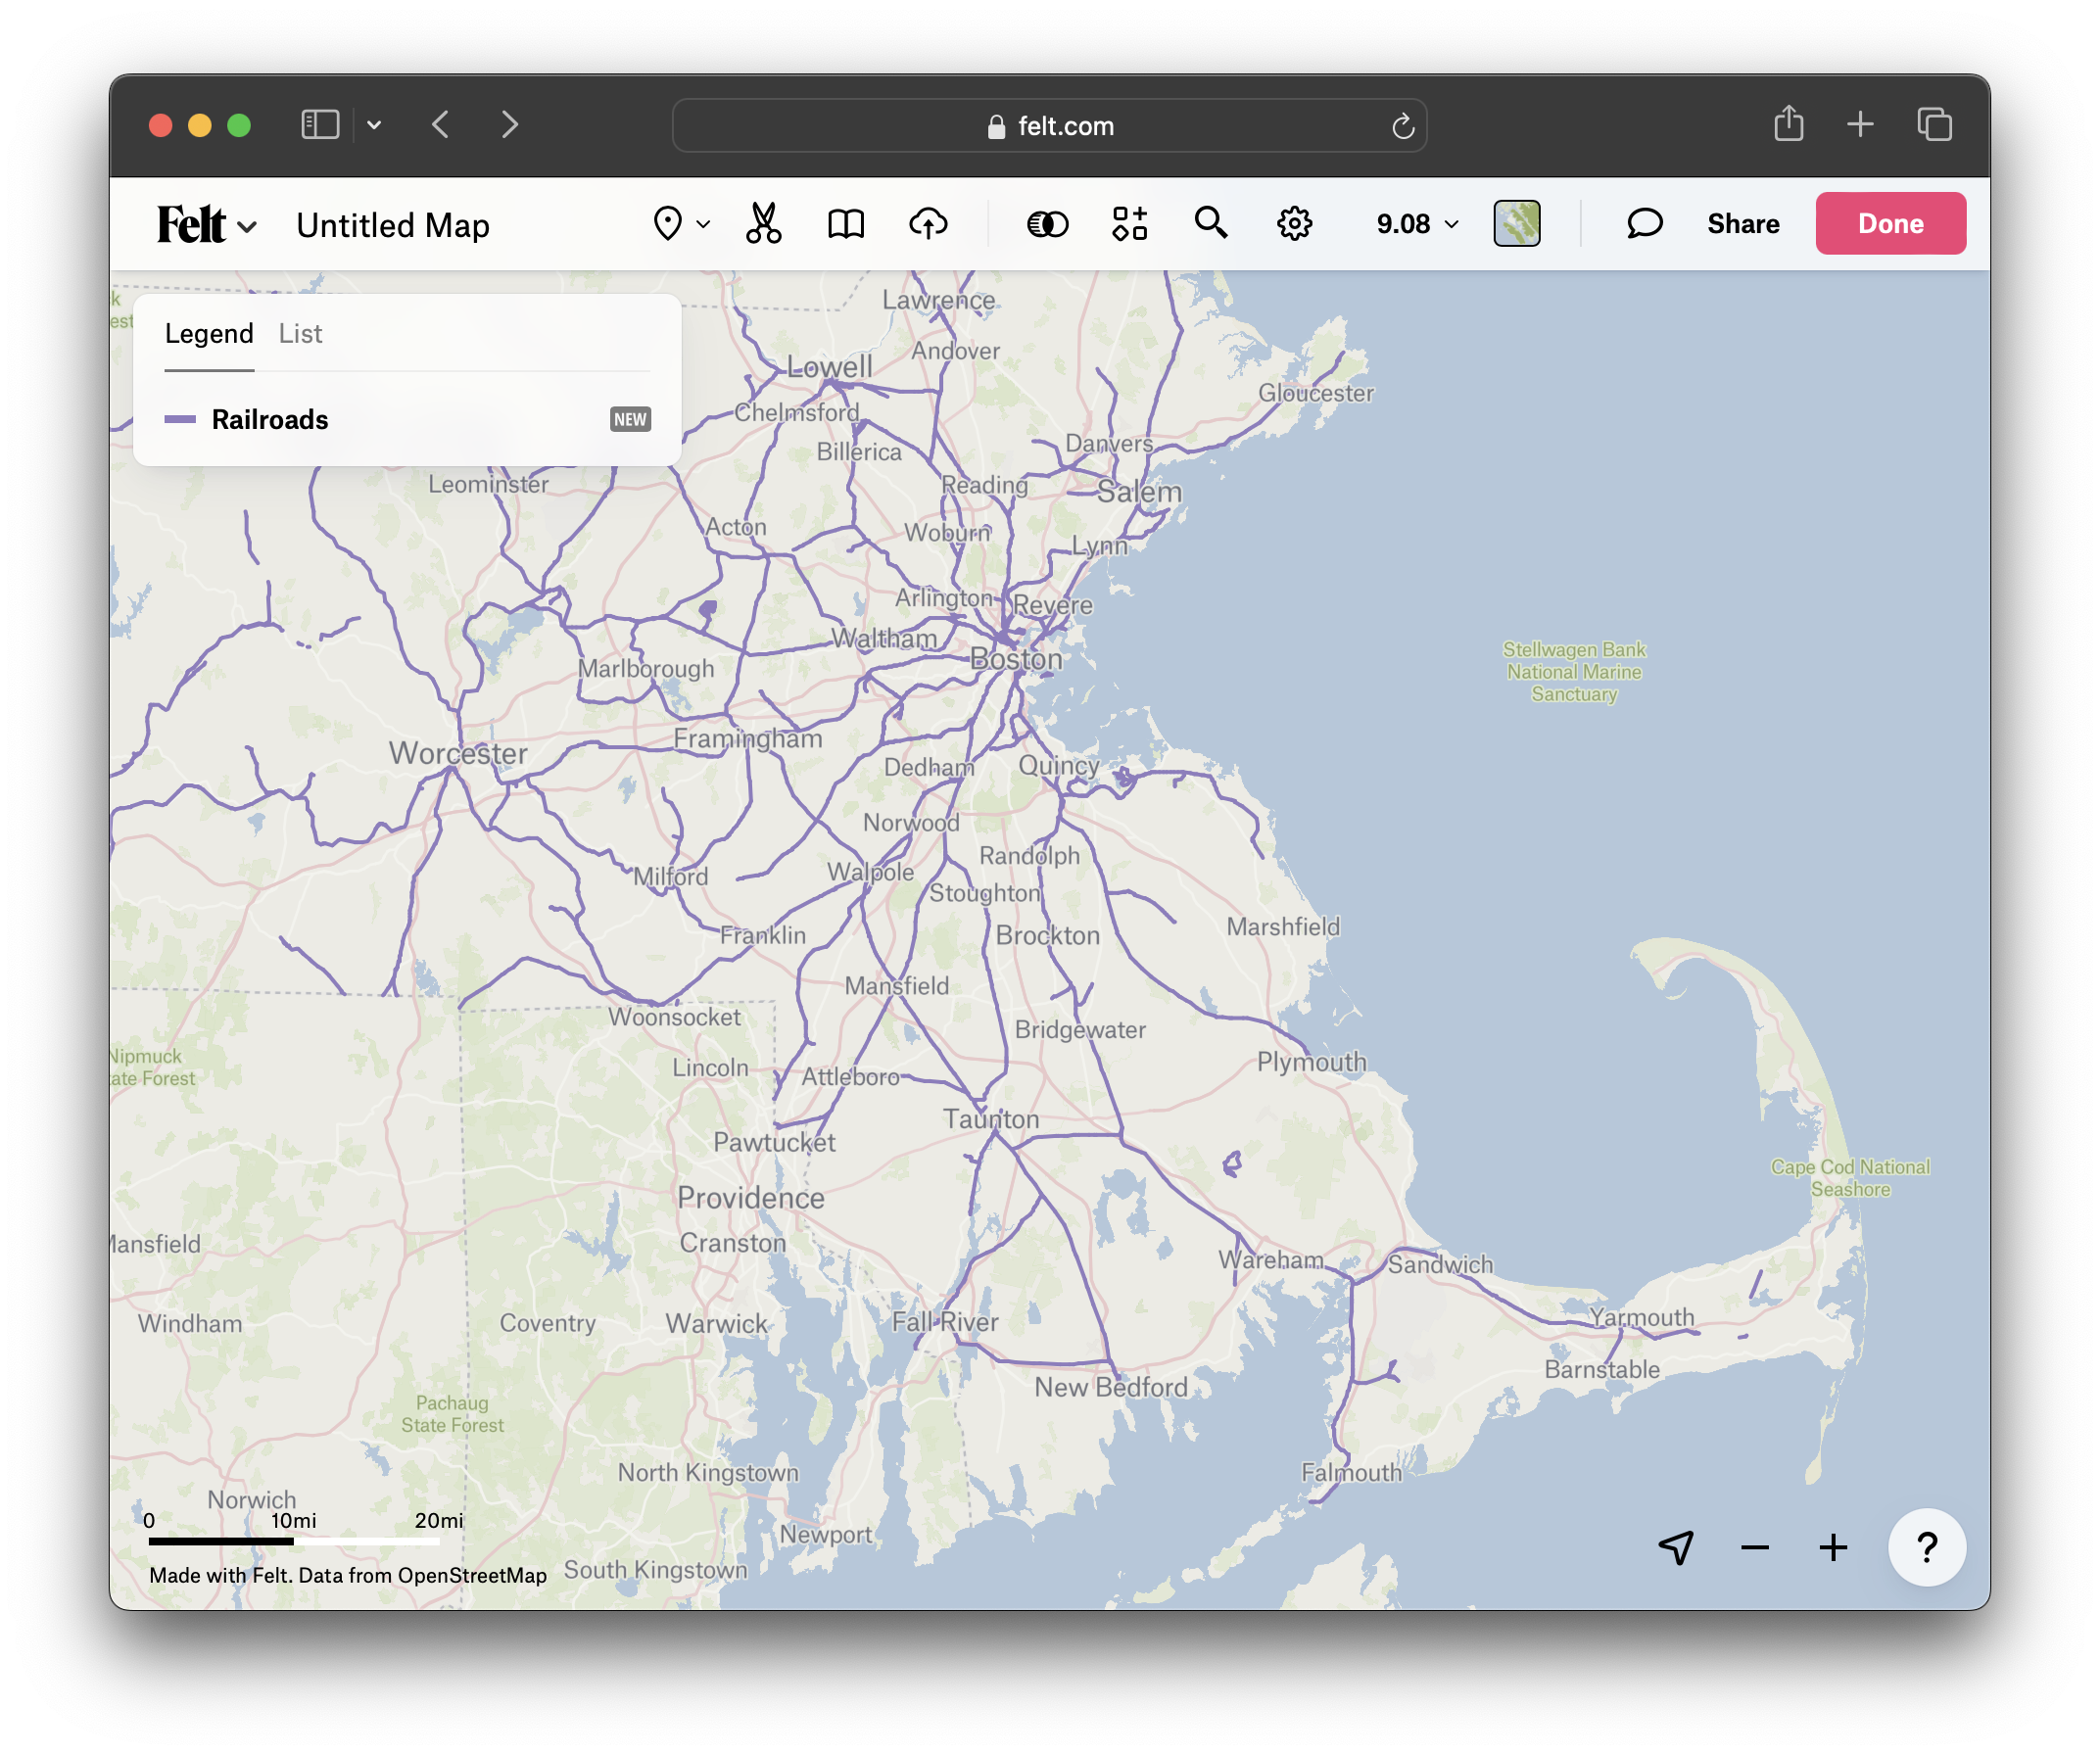 felt.com
Felt
Untitled Map
9.08
Share
Done
Legend
List
Railroads
NEW
Lawrence
Andover
Lowell
Gloucester
Chelmsford
Billerica
Danvers
Leominster
Reading
Salem
Acton
Woburn
Lynn
Arlington
Revere
Waltham
Boston
Marlborough
Stellwagen Bank
National Marine
Sanctuary
Worcester
Framingham
Dedham
Quincy
Norwood
Randolph
Milford
Walpole
Stoughton
Franklin
Brockton
Marshfield
Mansfield
Woonsocket
Bridgewater
Nipmuck
ate Forest
Lincoln
Attleboro
Plymouth
Taunton
Pawtucket
Cape Cod National
Seashore
Providence
Cranston
Mansfield
Wareham
Sandwich
Windham
Coventry
Warwick
Fall River
Yarmouth
Barnstable
New Bedford
Pachaug
State Forest
North Kingstown
Falmouth
Norwich
0 10mi 20mi
Newport
South Kingstown
Made with Felt. Data from OpenStreetMap
?